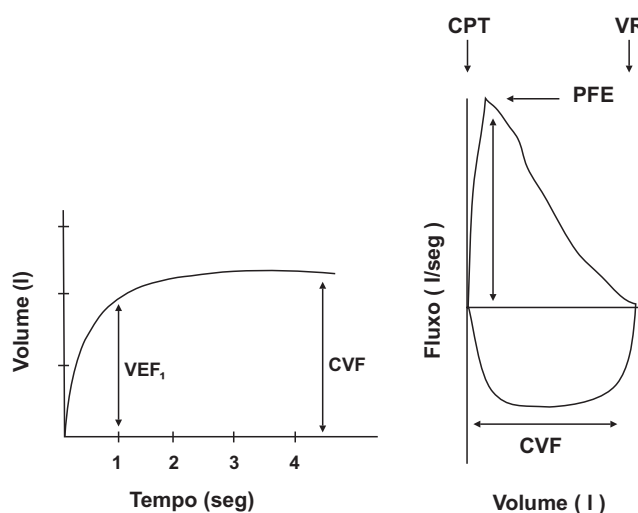 Volume (l)
VEF₁
CVF
1 2 3 4
Tempo (seg)
CPT VR
PFE
Fluxo ( l/seg )
CVF
Volume ( l )